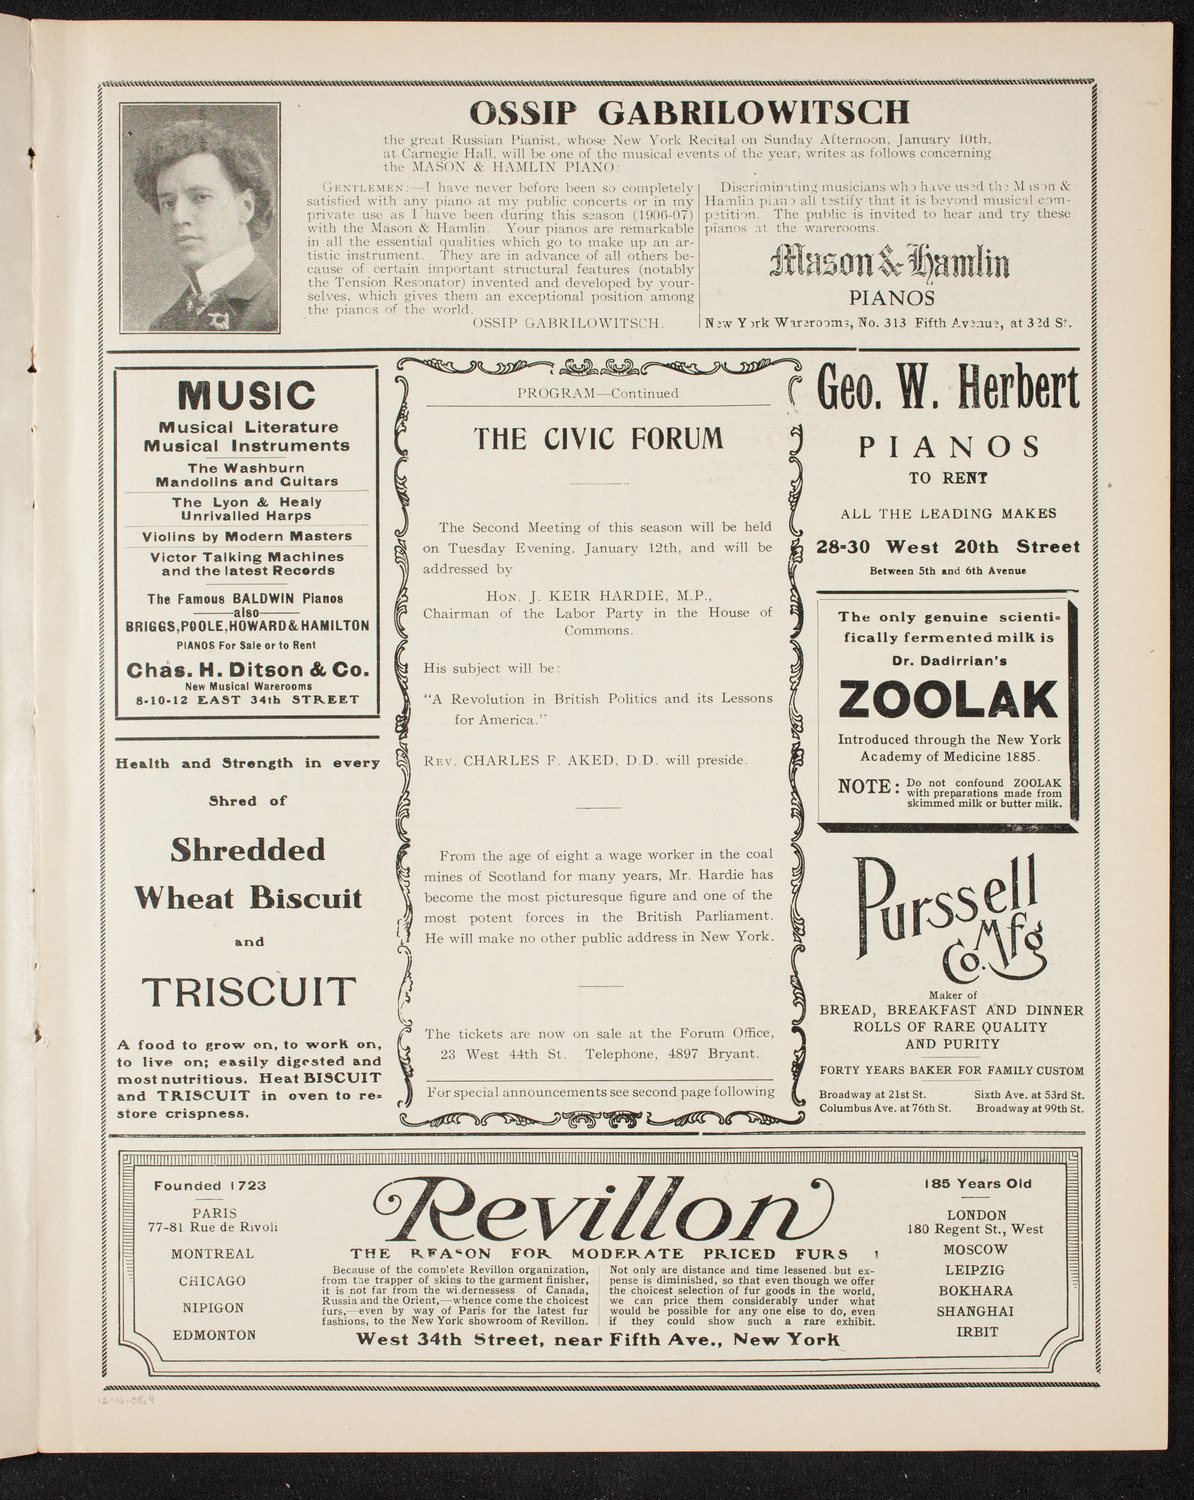 OSSIP GABRILOWITSCH
the great Russian Pianist, whose New York Recital on Sunday Afternoon, January 10th,
at Carnegie Hall, will be one of the musical events of the year, writes as follows concerning
the MASON & HAMLIN PIANO:
GENTLEMEN:—I have never before been so completely
satisfied with any piano at my public concerts or in my
private use as I have been during this season (1906-07)
with the Mason & Hamlin. Your pianos are remarkable
in all the essential qualities which go to make up an ar-
tistic instrument. They are in advance of all others be-
cause of certain important structural features (notably
the Tension Resonator) invented and developed by your-
selves, which gives them an exceptional position among
the pianos of the world.
OSSIP GABRILOWITSCH.
Discriminating musicians who have used the Mason &
Hamlin piano all testify that it is beyond musical com-
petition. The public is invited to hear and try these
pianos at the warerooms.
Mason & Hamlin
PIANOS
New York Warerooms, No. 313 Fifth Avenue, at 32d St.
MUSIC
Musical Literature
Musical Instruments
The Washburn
Mandolins and Guitars
The Lyon & Healy
Unrivalled Harps
Violins by Modern Masters
Victor Talking Machines
and the latest Records
The Famous BALDWIN Pianos
also
BRIGGS, POOLE, HOWARD & HAMILTON
PIANOS For Sale or to Rent
Chas. H. Ditson & Co.
New Musical Warerooms
8-10-12 EAST 34th STREET
Health and Strength in every
Shred of
Shredded
Wheat Biscuit
and
TRISCUIT
A food to grow on, to work on,
to live on; easily digested and
most nutritious. Heat BISCUIT
and TRISCUIT in oven to re-
store crispness.
PROGRAM—Continued
THE CIVIC FORUM
The Second Meeting of this season will be held
on Tuesday Evening, January 12th, and will be
addressed by
HON. J. KEIR HARDIE, M.P.,
Chairman of the Labor Party in the House of
Commons.
His subject will be:
"A Revolution in British Politics and its Lessons
for America."
REV. CHARLES F. AKED, D.D. will preside.
From the age of eight a wage worker in the coal
mines of Scotland for many years, Mr. Hardie has
become the most picturesque figure and one of the
most potent forces in the British Parliament.
He will make no other public address in New York.
The tickets are now on sale at the Forum Office,
23 West 44th St. Telephone, 4897 Bryant.
For special announcements see second page following
Geo. W. Herbert
PIANOS
TO RENT
ALL THE LEADING MAKES
28-30 West 20th Street
Between 5th and 6th Avenue
The only genuine scienti-
fically fermented milk is
Dr. Dadirrian's
ZOOLAK
Introduced through the New York
Academy of Medicine 1885.
NOTE: Do not confound ZOOLAK
with preparations made from
skimmed milk or butter milk.
Purssell
Mfg
Co.
Maker of
BREAD, BREAKFAST AND DINNER
ROLLS OF RARE QUALITY
AND PURITY
FORTY YEARS BAKER FOR FAMILY CUSTOM
Broadway at 21st St. Sixth Ave. at 53rd St.
Columbus Ave. at 76th St. Broadway at 99th St.
Founded 1723
PARIS
77-81 Rue de Rivoli
MONTREAL
CHICAGO
NIPIGON
EDMONTON
Revillon
THE REASON FOR MODERATE PRICED FURS
Because of the complete Revillon organization,
from the trapper of skins to the garment finisher,
it is not far from the wildernessess of Canada,
Russia and the Orient,—whence come the choicest
furs,—even by way of Paris for the latest fur
fashions, to the New York showroom of Revillon.
Not only are distance and time lessened but ex-
pense is diminished, so that even though we offer
the choicest selection of fur goods in the world,
we can price them considerably under what
would be possible for any one else to do, even
if they could show such a rare exhibit.
West 34th Street, near Fifth Ave., New York
185 Years Old
LONDON
180 Regent St., West
MOSCOW
LEIPZIG
BOKHARA
SHANGHAI
IRBIT
12-16-08,4